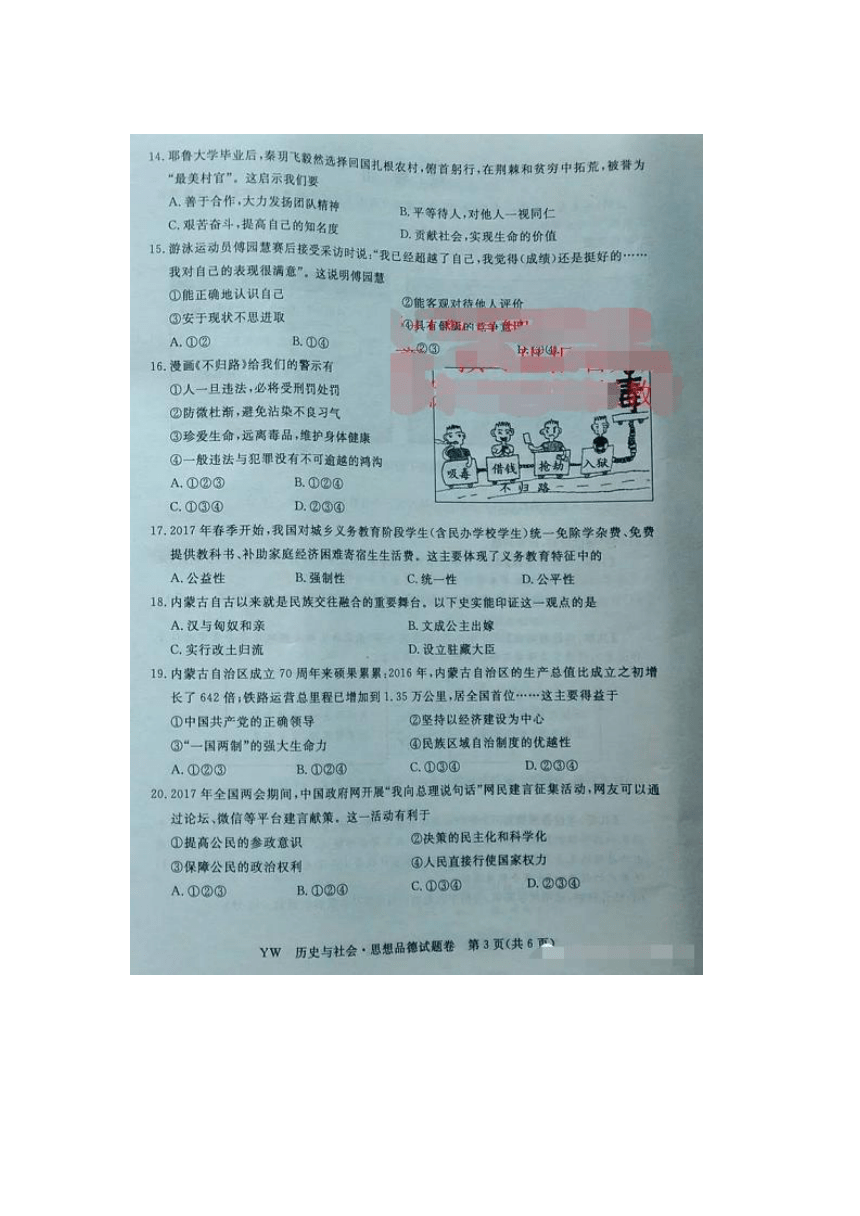 14. 耶鲁大学毕业后,秦玥飞毅然选择回国扎根农村,俯首躬行,在荆棘和贫穷中拓荒,被誉为
“最美村官”。这启示我们要
A. 善于合作,大力发扬团队精神 B. 平等待人,对他人一视同仁
C. 艰苦奋斗,提高自己的知名度 D. 贡献社会,实现生命的价值
15. 游泳运动员傅园慧赛后接受采访时说:“我已经超越了自己,我觉得(成绩)还是挺好的……
我对自己的表现很满意”。这说明傅园慧
①能正确地认识自己 ②能客观对待他人评价
③安于现状不思进取 ④具有健康的竞争意识
A. ①② B. ①④ ②③ ③④
16. 漫画《不归路》给我们的警示有
①人一旦违法,必将受刑罚处罚
②防微杜渐,避免沾染不良习气
③珍爱生命,远离毒品,维护身体健康
④一般违法与犯罪没有不可逾越的鸿沟
A. ①②③ B. ①②④
C. ①③④ D. ②③④
毒
教
吸毒 借钱 抢劫 入狱
不归路
17. 2017 年春季开始,我国对城乡义务教育阶段学生(含民办学校学生)统一免除学杂费、免费
提供教科书、补助家庭经济困难寄宿生生活费。这主要体现了义务教育特征中的
A. 公益性 B. 强制性 C. 统一性 D. 公平性
18. 内蒙古自古以来就是民族交往融合的重要舞台。以下史实能印证这一观点的是
A. 汉与匈奴和亲 B. 文成公主出嫁
C. 实行改土归流 D. 设立驻藏大臣
19. 内蒙古自治区成立 70 周年来硕果累累:2016 年,内蒙古自治区的生产总值比成立之初增
长了 642 倍;铁路运营总里程已增加到 1.35 万公里,居全国首位……这主要得益于
①中国共产党的正确领导 ②坚持以经济建设为中心
③“一国两制”的强大生命力 ④民族区域自治制度的优越性
A. ①②③ B. ①②④ C. ①③④ D. ②③④
20. 2017 年全国两会期间,中国政府网开展“我向总理说句话”网民建言征集活动,网友可以通
过论坛、微信等平台建言献策。这一活动有利于
①提高公民的参政意识 ②决策的民主化和科学化
③保障公民的政治权利 ④人民直接行使国家权力
A. ①②③ B. ①②④ C. ①③④ D. ②③④
YW 历史与社会·思想品德试题卷 第 3 页(共 6 页)